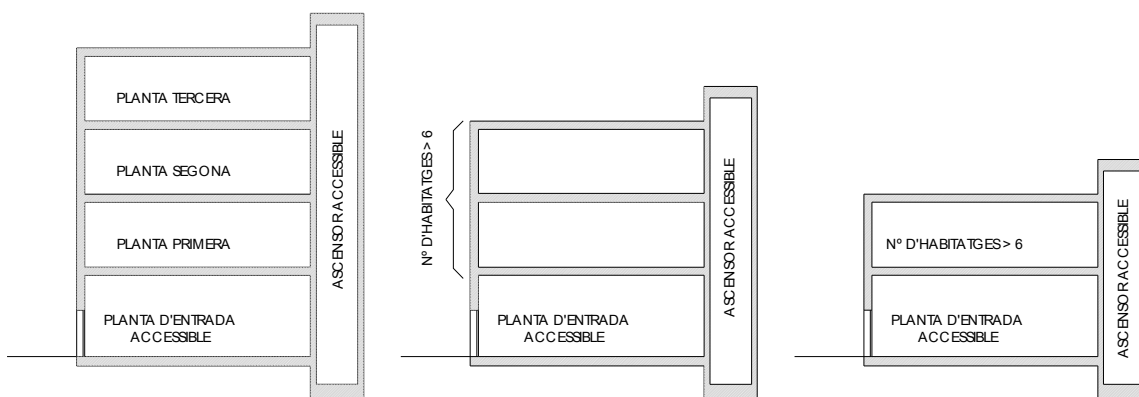 PLANTA TERCERA
PLANTA SEGONA
PLANTA PRIMERA
PLANTA D'ENTRADA
ACCESSIBLE
ASCENSOR ACCESSIBLE
Nº D'HABITATGES > 6
PLANTA D'ENTRADA
ACCESSIBLE
ASCENSOR ACCESSIBLE
Nº D'HABITATGES > 6
PLANTA D'ENTRADA
ACCESSIBLE
ASCENSOR ACCESSIBLE